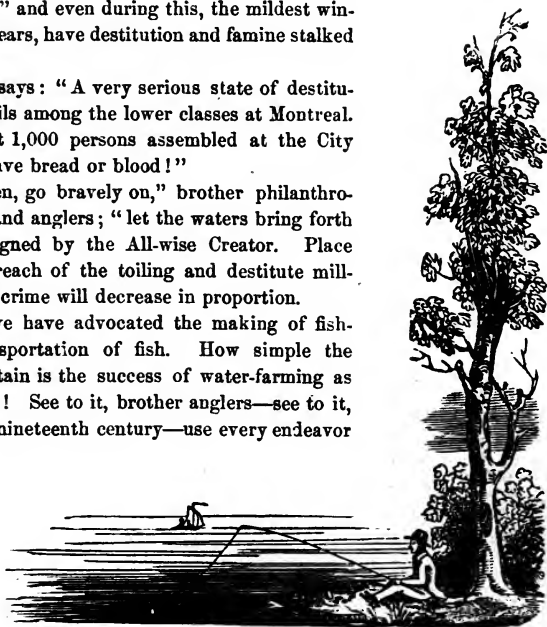 ” and even during this, the mildest win-
ears, have destitution and famine stalked
says: “A very serious state of destitu-
ils among the lower classes at Montreal.
t 1,000 persons assembled at the City
ave bread or blood!”
en, go bravely on,” brother philanthro-
and anglers; “let the waters bring forth
gned by the All-wise Creator. Place
reach of the toiling and destitute mill-
crime will decrease in proportion.
ve have advocated the making of fish-
sportation of fish. How simple the
tain is the success of water-farming as
! See to it, brother anglers—see to it,
nineteenth century—use every endeavor